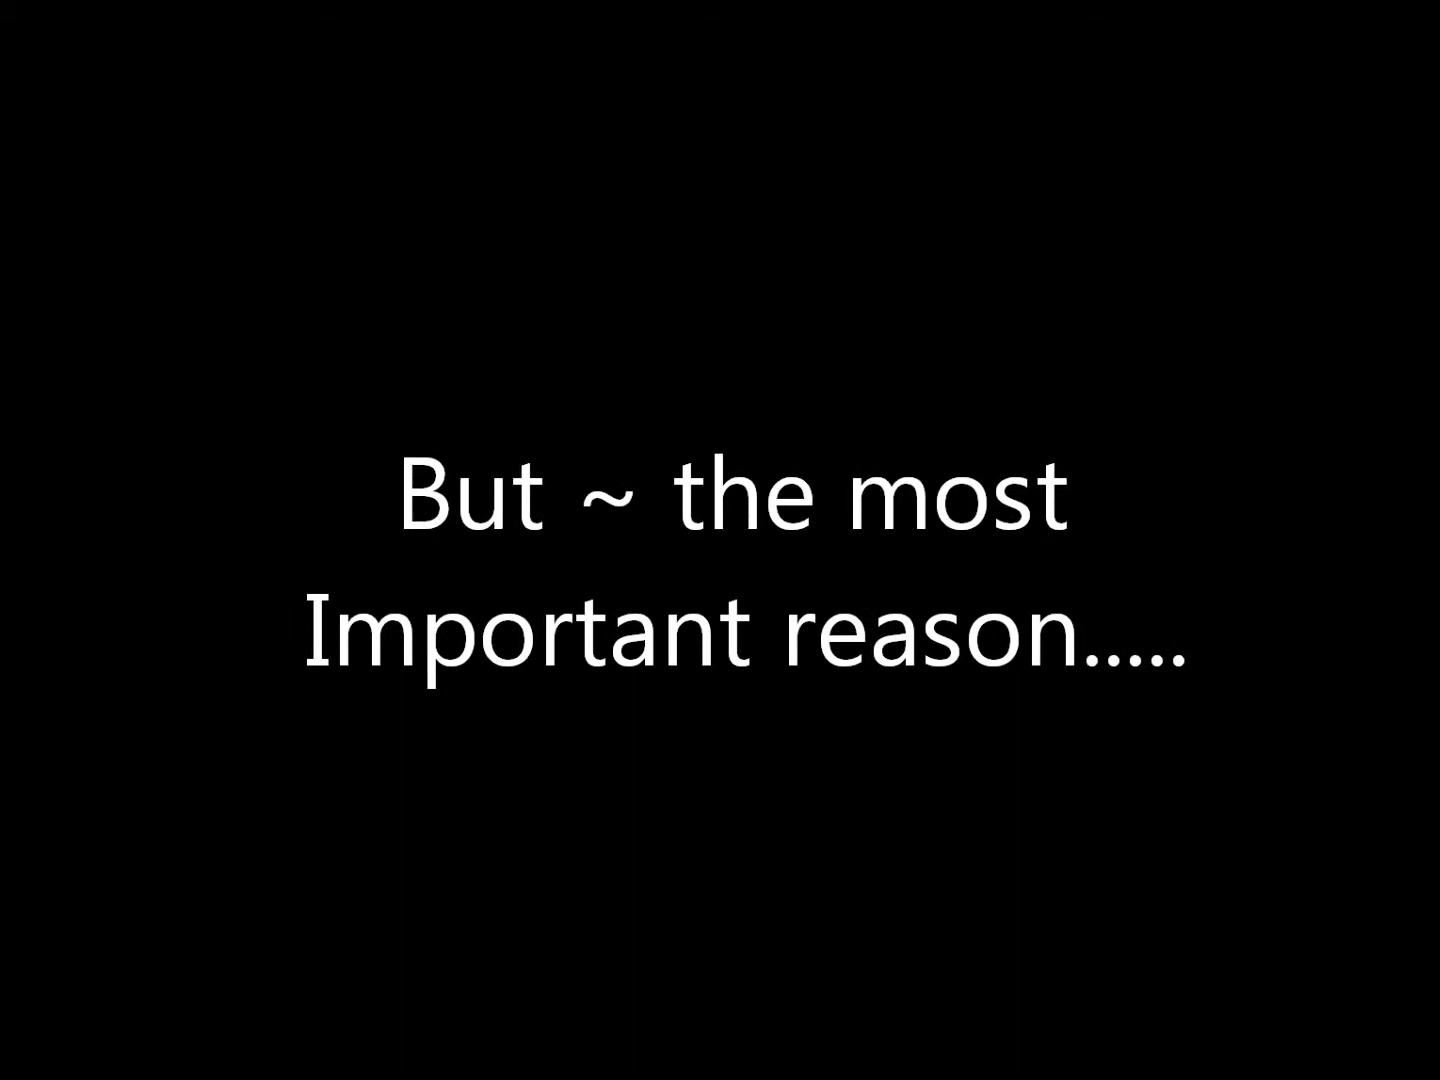 But ~ the most
Important reason.....